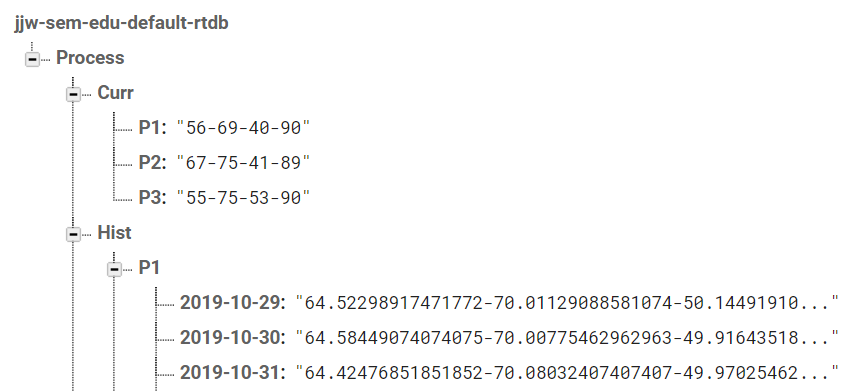 jjw-sem-edu-default-rtdb
Process
Curr
P1: "56-69-40-90"
P2: "67-75-41-89"
P3: "55-75-53-90"
Hist
P1
2019-10-29: "64.52298917471772-70.01129088581074-50.14491910..."
2019-10-30: "64.58449074074075-70.00775462962963-49.91643518..."
2019-10-31: "64.42476851851852-70.08032407407407-49.97025462..."